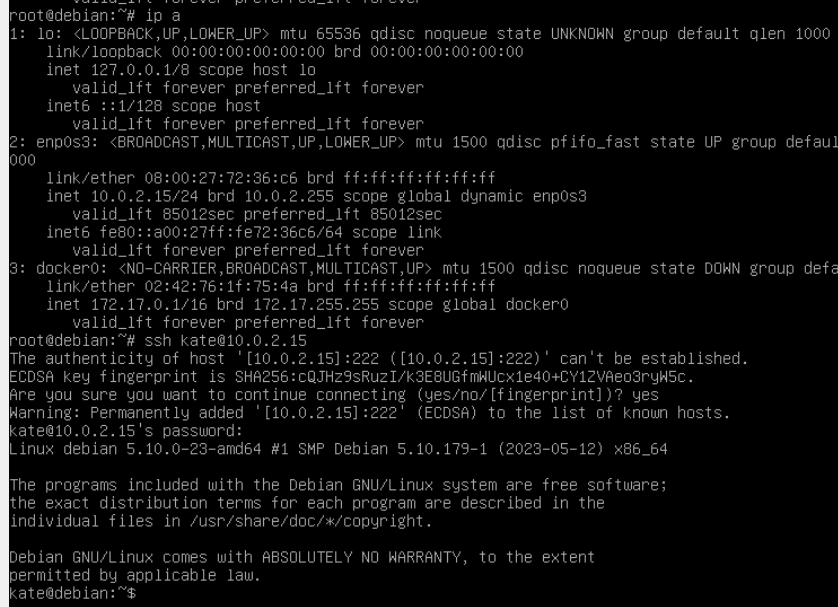 root@debian:~# ip a
1: lo: <LOOPBACK,UP,LOWER_UP> mtu 65536 qdisc noqueue state UNKNOWN group default qlen 1000
    link/loopback 00:00:00:00:00:00 brd 00:00:00:00:00:00
    inet 127.0.0.1/8 scope host lo
       valid_lft forever preferred_lft forever
    inet6 ::1/128 scope host
       valid_lft forever preferred_lft forever
2: enp0s3: <BROADCAST,MULTICAST,UP,LOWER_UP> mtu 1500 qdisc pfifo_fast state UP group defaul
000
    link/ether 08:00:27:72:36:c6 brd ff:ff:ff:ff:ff:ff
    inet 10.0.2.15/24 brd 10.0.2.255 scope global dynamic enp0s3
       valid_lft 85012sec preferred_lft 85012sec
    inet6 fe80::a00:27ff:fe72:36c6/64 scope link
       valid_lft forever preferred_lft forever
3: docker0: <NO-CARRIER,BROADCAST,MULTICAST,UP> mtu 1500 qdisc noqueue state DOWN group defa
    link/ether 02:42:76:1f:75:4a brd ff:ff:ff:ff:ff:ff
    inet 172.17.0.1/16 brd 172.17.255.255 scope global docker0
       valid_lft forever preferred_lft forever
root@debian:~# ssh kate@10.0.2.15
The authenticity of host '[10.0.2.15]:222 ([10.0.2.15]:222)' can't be established.
ECDSA key fingerprint is SHA256:cQJHz9sRuzI/k3E8UGfmWUcx1e40+CY1ZVAeo3ryW5c.
Are you sure you want to continue connecting (yes/no/[fingerprint])? yes
Warning: Permanently added '[10.0.2.15]:222' (ECDSA) to the list of known hosts.
kate@10.0.2.15's password:
Linux debian 5.10.0-23-amd64 #1 SMP Debian 5.10.179-1 (2023-05-12) x86_64

The programs included with the Debian GNU/Linux system are free software;
the exact distribution terms for each program are described in the
individual files in /usr/share/doc/*/copyright.

Debian GNU/Linux comes with ABSOLUTELY NO WARRANTY, to the extent
permitted by applicable law.
kate@debian:~$